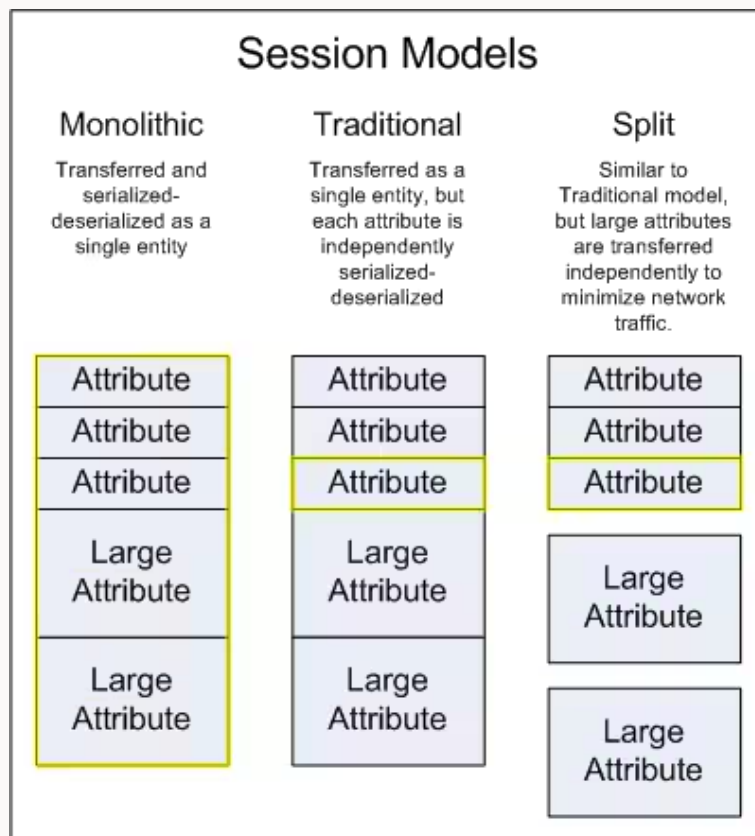 Session Models
Monolithic
Transferred and
serialized-
deserialized as a
single entity
Attribute
Attribute
Attribute
Large
Attribute
Large
Attribute
Traditional
Transferred as a
single entity, but
each attribute is
independently
serialized-
deserialized
Attribute
Attribute
Attribute
Large
Attribute
Large
Attribute
Split
Similar to
Traditional model,
but large attributes
are transferred
independently to
minimize network
traffic.
Attribute
Attribute
Attribute
Large
Attribute
Large
Attribute